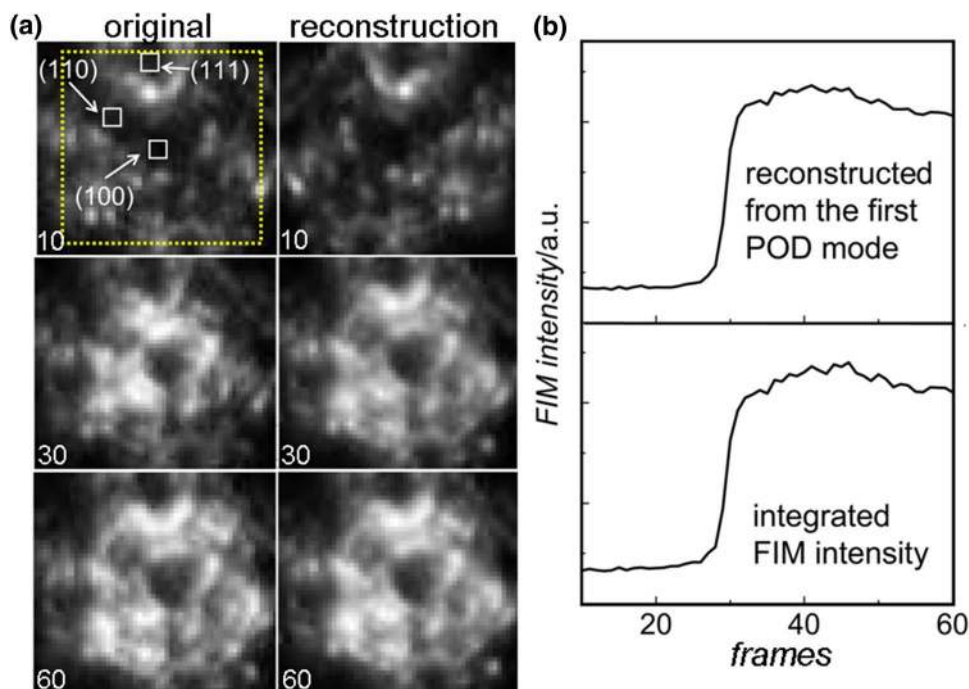 (a) original reconstruction
(110)
(111)
(100)
10
10
30
30
60
60
(b)
FIM intensity/a.u.
reconstructed
from the first
POD mode
integrated
FIM intensity
20 40 60
frames